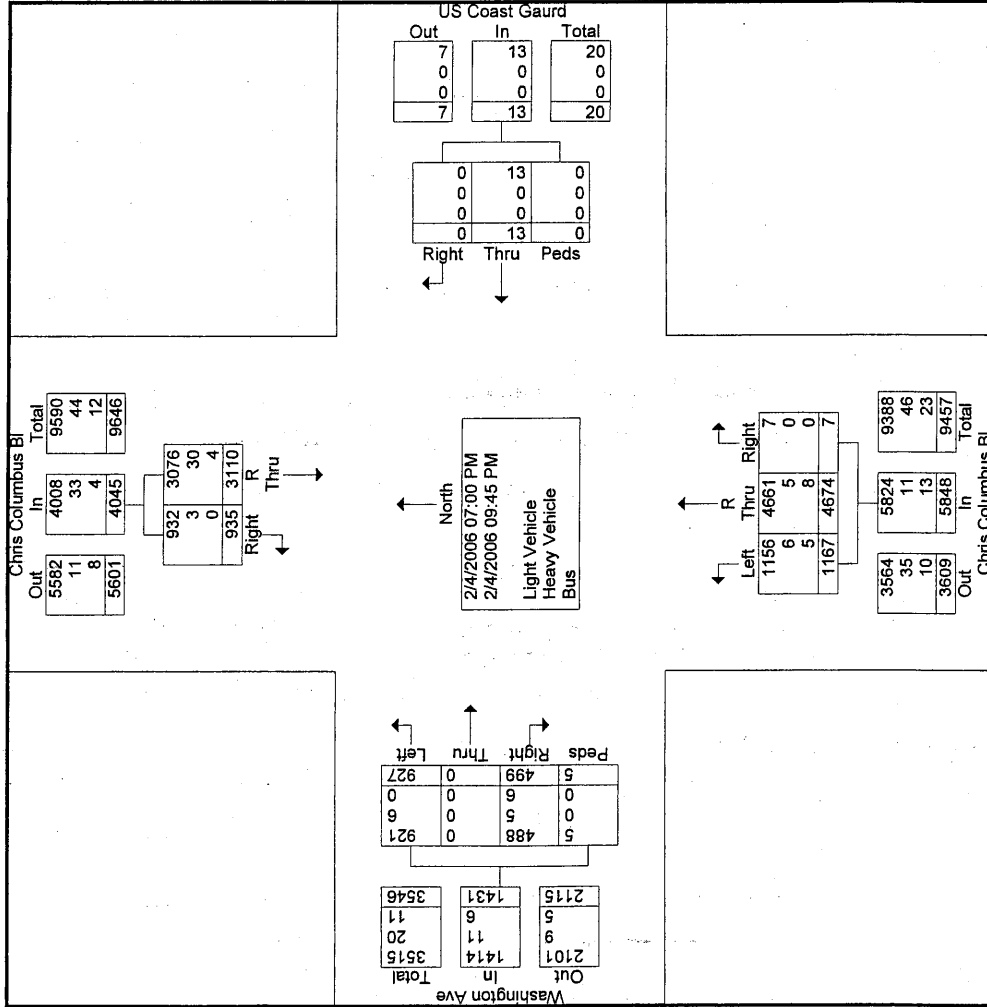 US Coast Gaurd
Out In Total
7 13 20
0 0 0
0 0 0
7 13 20
0 13 0
0 0 0
0 0 0
0 13 0
Right Thru Peds
Chris Columbus Bl
Out In Total
5582 4008 9590
11 33 44
8 4 12
5601 4045 9646
932 3076
3 30
0 4
935 3110
Right R Thru
North
2/4/2006 07:00 PM
2/4/2006 09:45 PM
Light Vehicle
Heavy Vehicle
Bus
Left R Thru Right
1156 4661 7
6 5 0
5 8 0
1167 4674 7
3564 5824 9388
35 11 46
10 13 23
3609 5848 9457
Out In Total
Chris Columbus Bl
Washington Ave
Out In Total
2101 1414 3515
9 11 20
5 6 11
2115 1431 3546
5 488 0 921
0 5 0 6
0 6 0 0
5 499 0 927
Peds Right Thru Left